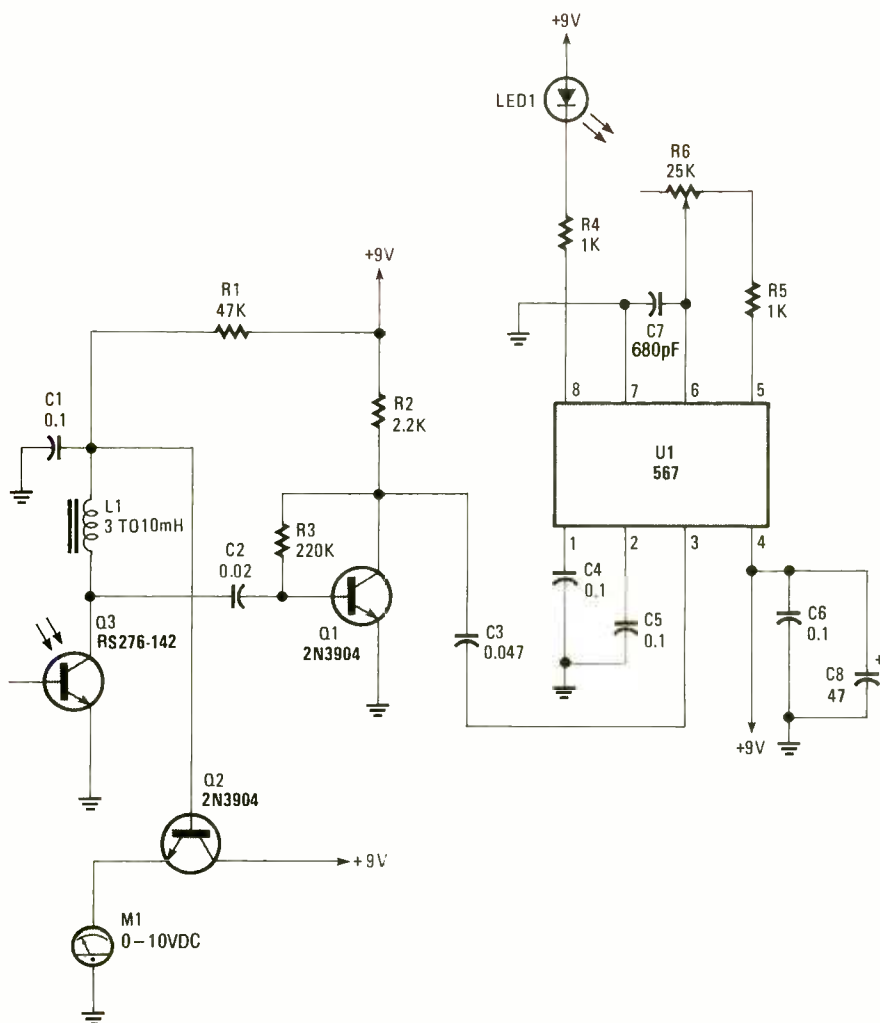 +9V
LED1
R6
25K
R4
1K
+9V
R1
47K
R5
1K
C7
680pF
C1
0.1
R2
2.2K
8
7
6
5
U1
567
L1
3 TO 10mH
R3
220K
C2
0.02
1
2
3
4
C4
0.1
Q3
RS276-142
Q1
2N3904
C3
0.047
C5
0.1
C6
0.1
+
C8
47
+9V
Q2
2N3904
+9V
M1
0–10VDC